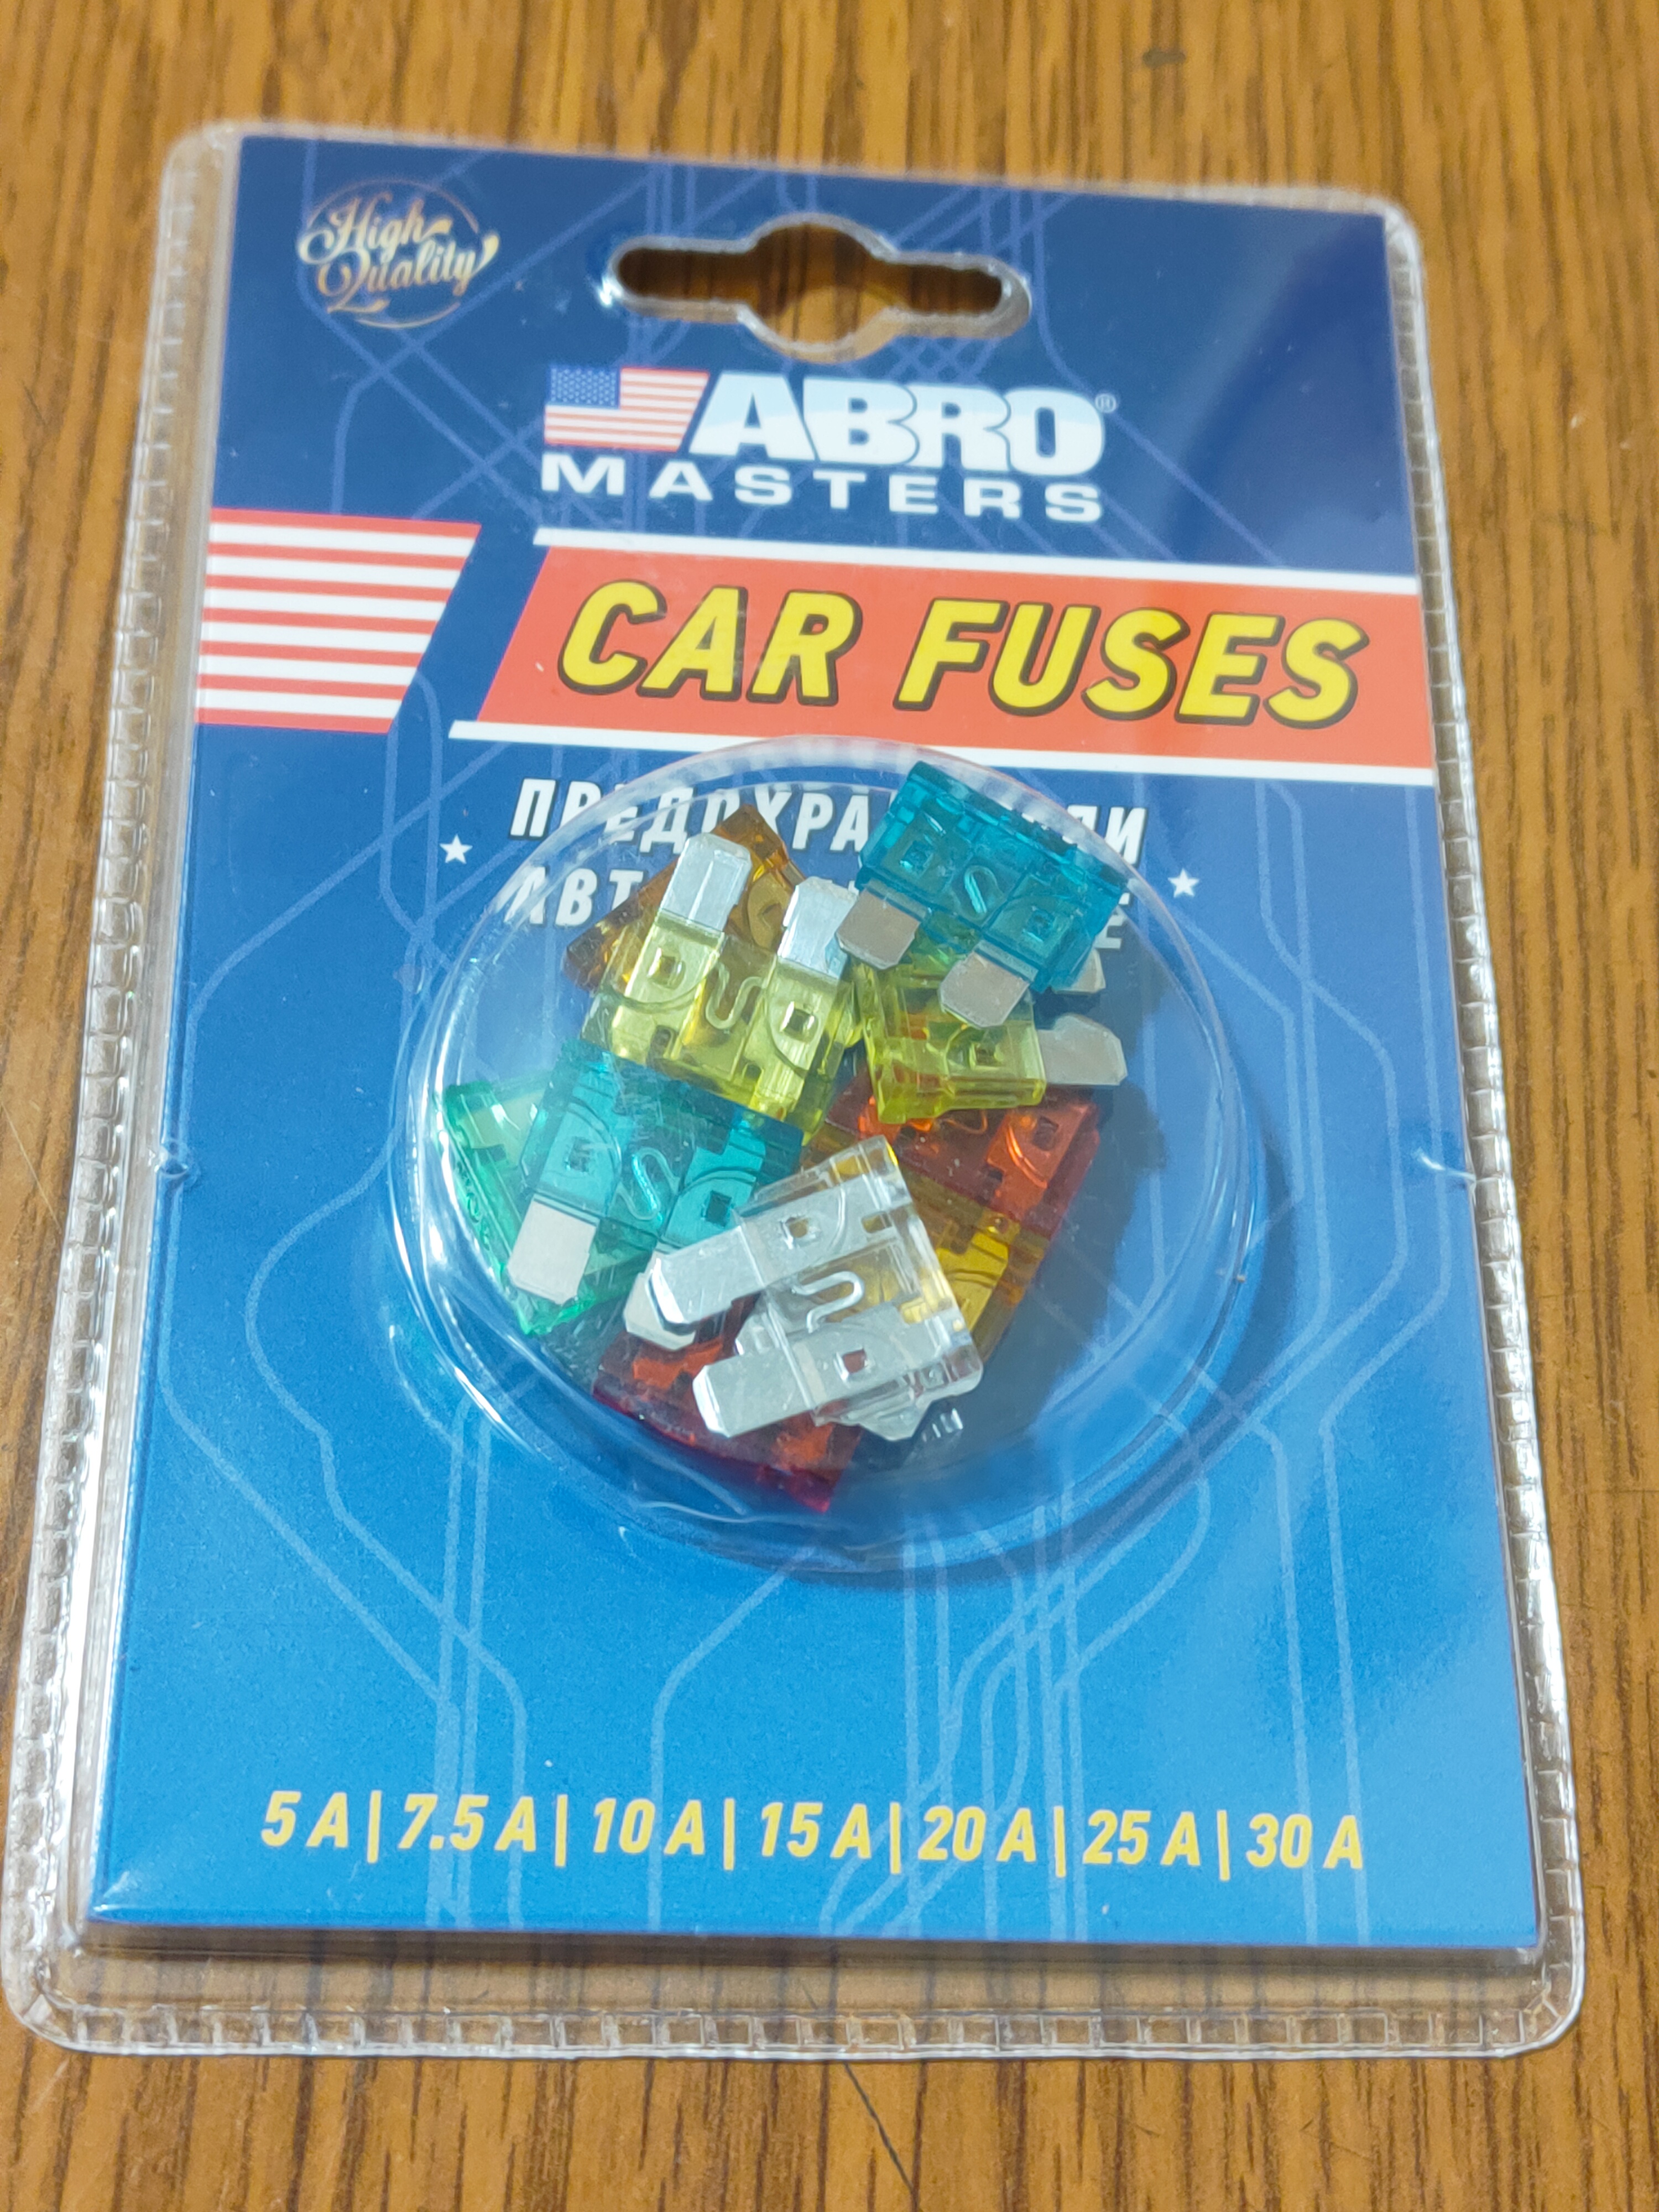 High
Quality
ABRO®
MASTERS
CAR FUSES
5 A | 7.5 A | 10 A | 15 A | 20 A | 25 A | 30 A